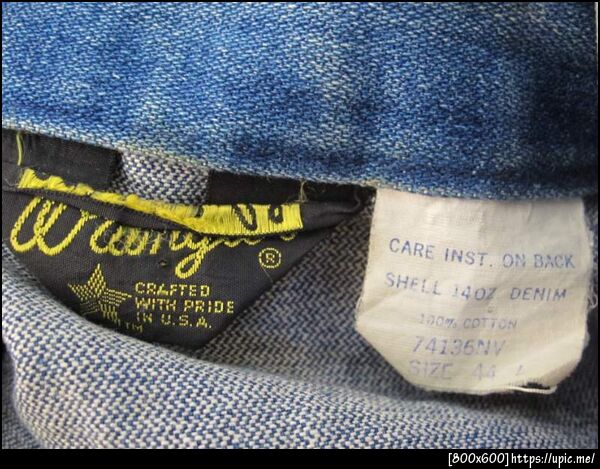 Wrangler ®
CRAFTED
WITH PRIDE
IN U.S.A.
TM
CARE INST. ON BACK
SHELL 14OZ DENIM
100% COTTON
74136NV
SIZE 44 L
[800x600]https://upic.me/